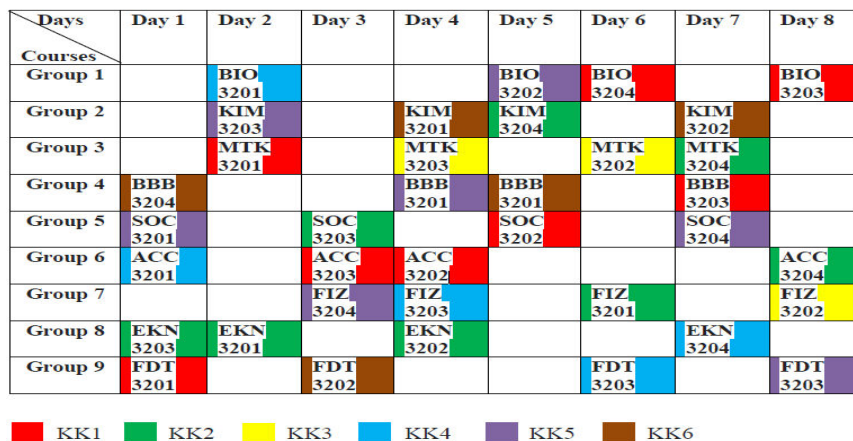 Days Day 1 Day 2 Day 3 Day 4 Day 5 Day 6 Day 7 Day 8
Courses
Group 1 BIO 3201 BIO 3202 BIO 3204 BIO 3203
Group 2 KIM 3203 KIM 3201 KIM 3204 KIM 3202
Group 3 MTK 3201 MTK 3203 MTK 3202 MTK 3204
Group 4 BBB 3204 BBB 3201 BBB 3201 BBB 3203
Group 5 SOC 3201 SOC 3203 SOC 3202 SOC 3204
Group 6 ACC 3201 ACC 3203 ACC 3202 ACC 3204
Group 7 FIZ 3204 FIZ 3203 FIZ 3201 FIZ 3202
Group 8 EKN 3203 EKN 3201 EKN 3202 EKN 3204
Group 9 FDT 3201 FDT 3202 FDT 3203 FDT 3203
KK1 KK2 KK3 KK4 KK5 KK6